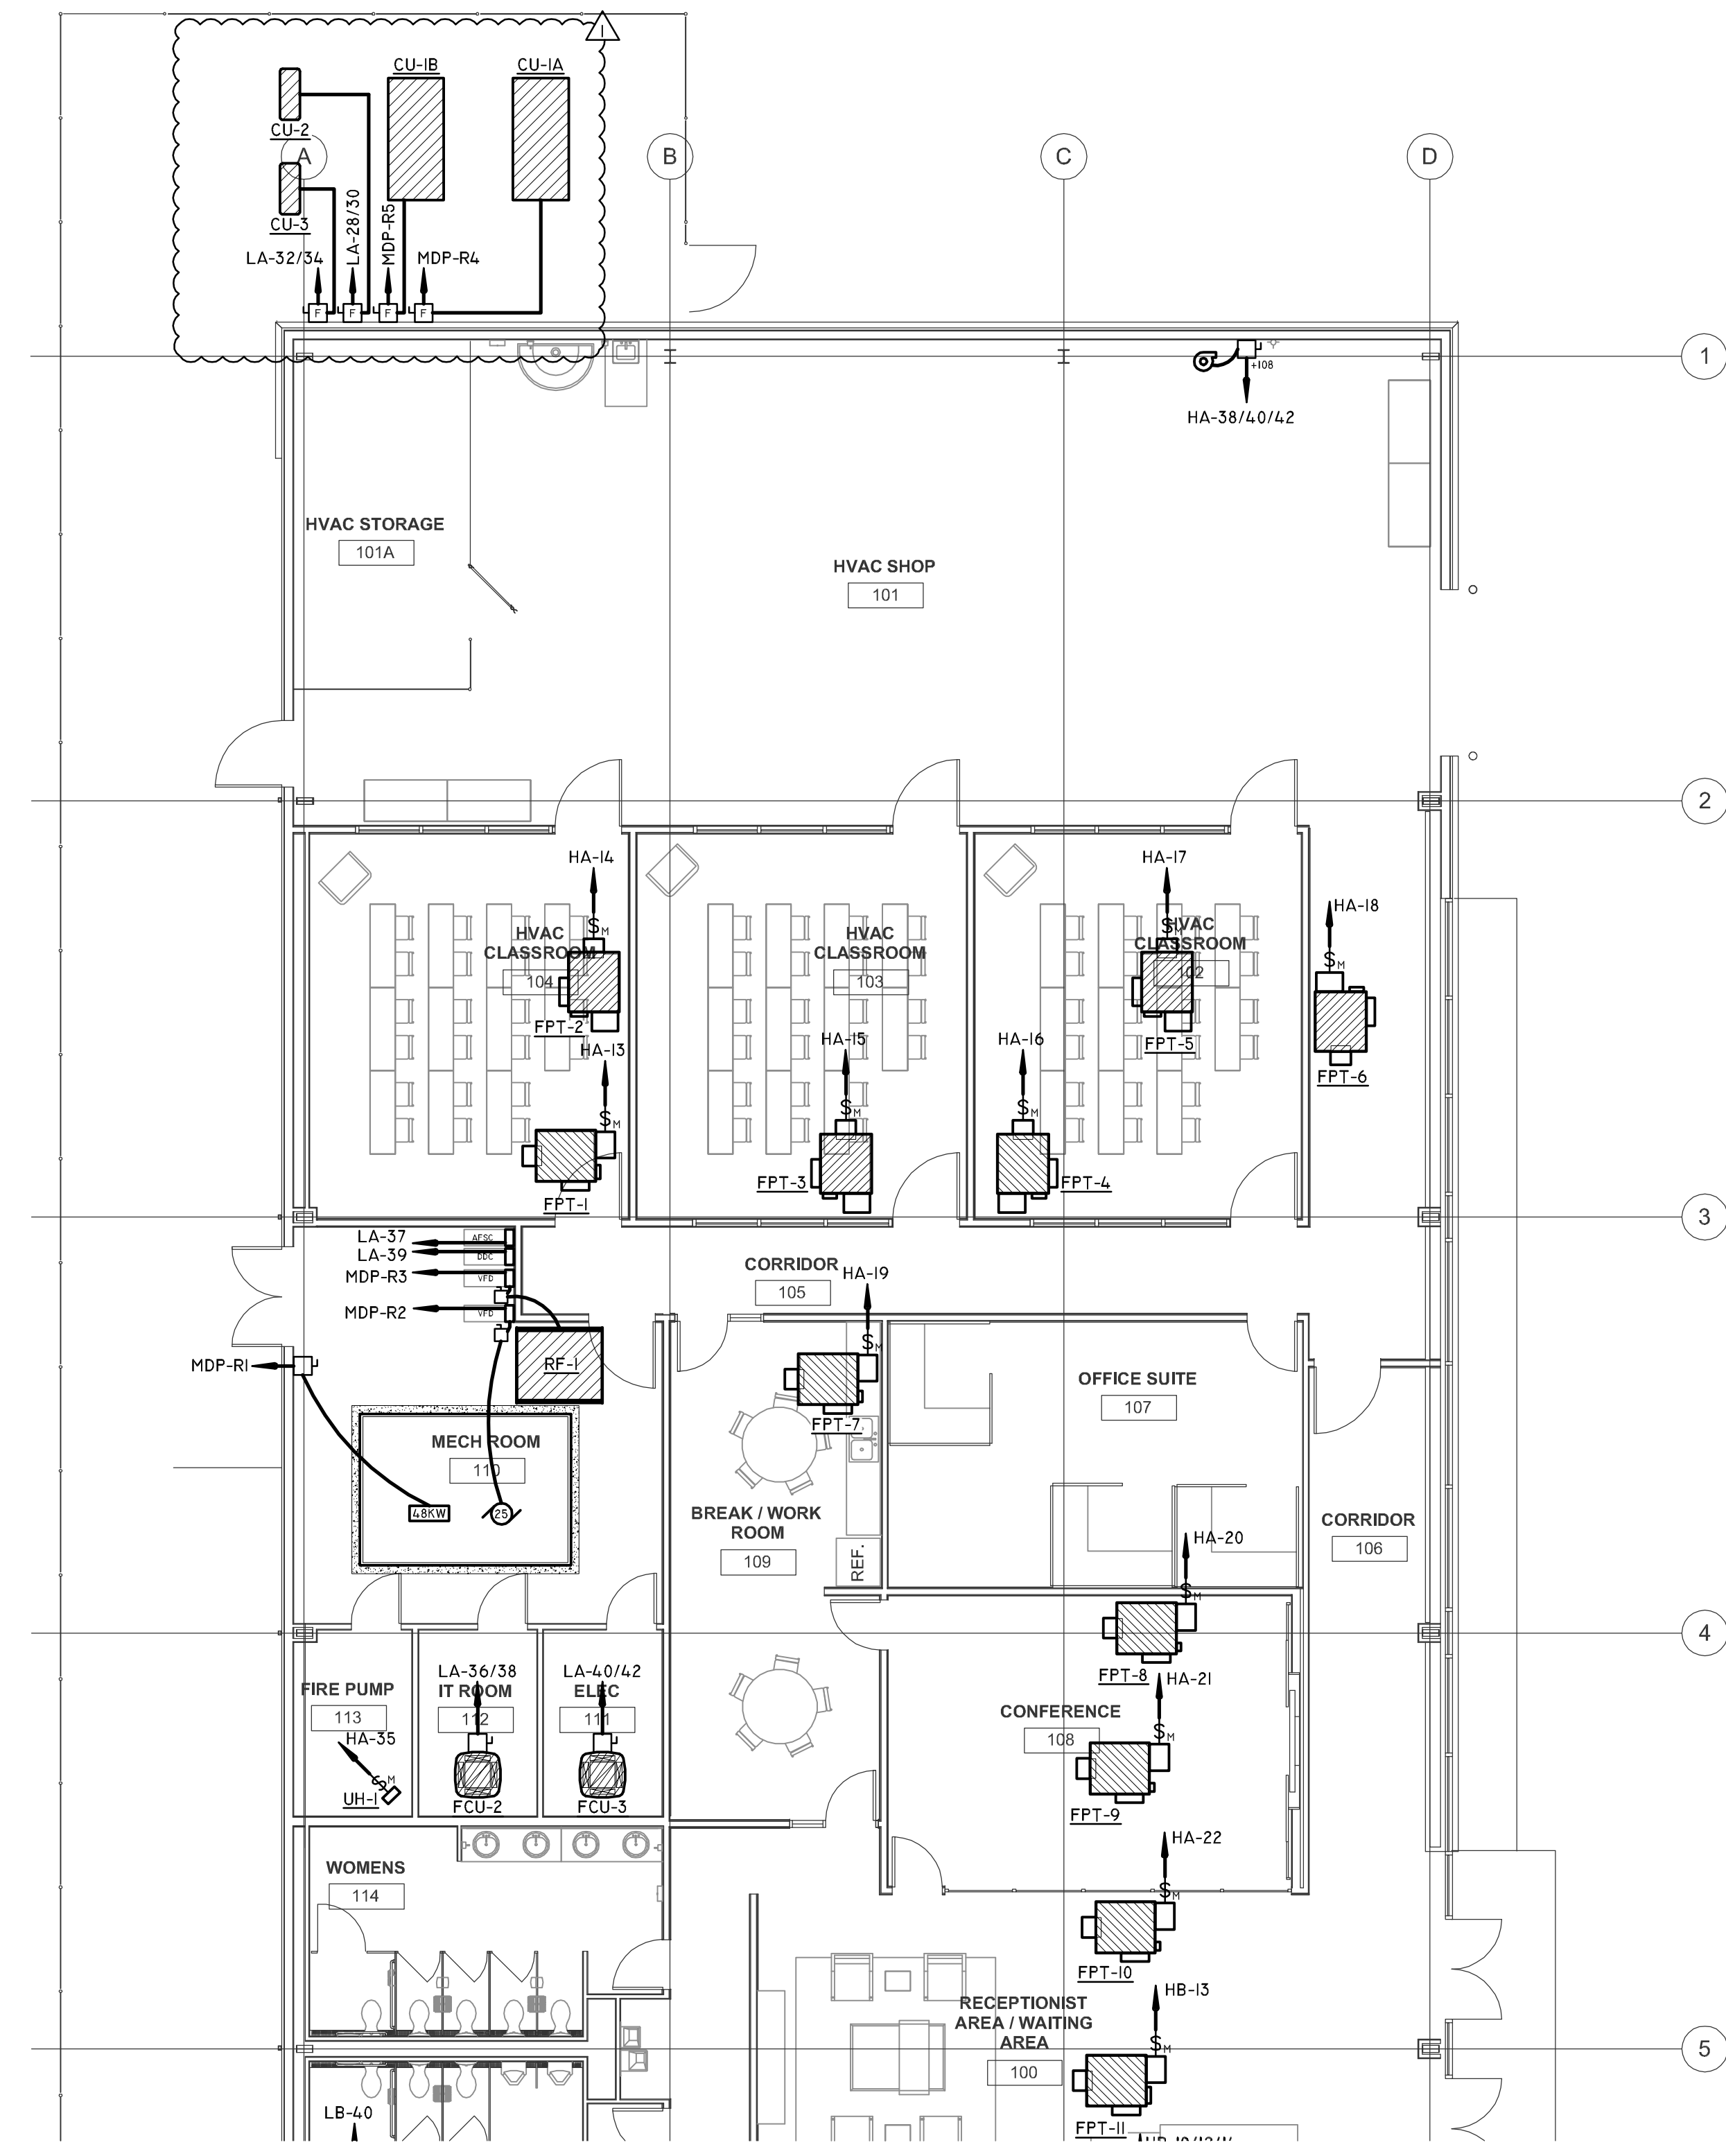 1
CU-1B
CU-1A
CU-2
A
B
C
D
CU-3
LA-32/34
LA-28/30
MDP-R5
MDP-R4
F
F
F
F
1
+108
HA-38/40/42
HVAC STORAGE
101A
HVAC SHOP
101
2
HA-14
HA-17
HA-18
S M
S M
S M
HVAC
CLASSROOM
104
HVAC
CLASSROOM
103
HVAC
CLASSROOM
102
FPT-2
FPT-5
FPT-6
HA-13
HA-15
HA-16
S M
S M
S M
FPT-1
FPT-3
FPT-4
3
LA-37
AFSC
LA-39
DDC
MDP-R3
VFD
MDP-R2
VFD
CORRIDOR
105
HA-19
S M
MDP-R1
RF-1
OFFICE SUITE
107
FPT-7
MECH ROOM
110
48KW
25
BREAK / WORK
ROOM
109
REF.
CORRIDOR
106
HA-20
S M
4
FPT-8
HA-21
S M
FIRE PUMP
113
LA-36/38
IT ROOM
112
LA-40/42
ELEC
111
CONFERENCE
108
HA-35
S M
UH-1
FCU-2
FCU-3
FPT-9
HA-22
S M
WOMENS
114
FPT-10
HB-13
S M
RECEPTIONIST
AREA / WAITING
AREA
100
5
LB-40
FPT-11